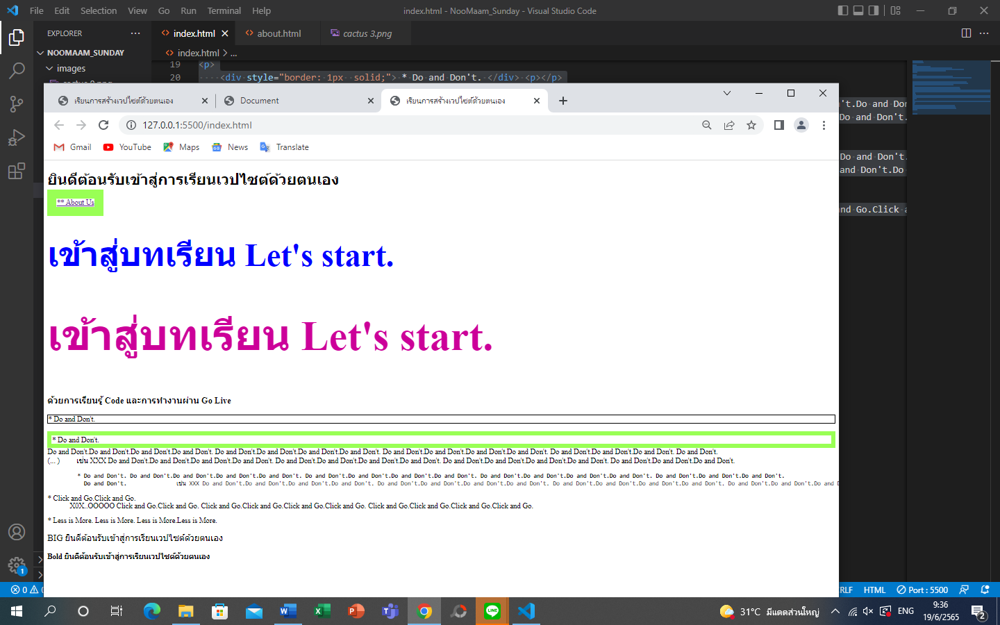 File Edit Selection View Go Run Terminal Help
index.html - NooMaam_Sunday - Visual Studio Code
EXPLORER ···
index.html
about.html
cactus 3.png
NOOMAAM_SUNDAY
index.html > ...
images
19 <p>
20 <div style="border: 1px solid;"> * Do and Don't. </div> <p></p>
เรียนการสร้างเวปไซต์ด้วยตนเอง
Document
เรียนการสร้างเวปไซต์ด้วยตนเอง
127.0.0.1:5500/index.html
Gmail YouTube Maps News Translate
ยินดีต้อนรับเข้าสู่การเรียนเวปไซต์ด้วยตนเอง
** About Us
เข้าสู่บทเรียน Let's start.
เข้าสู่บทเรียน Let's start.
ด้วยการเรียนรู้ Code และการทำงานผ่าน Go Live
* Do and Don't.
* Do and Don't.
Do and Don't.Do and Don't.Do and Don't.Do and Don't. Do and Don't.Do and Don't.Do and Don't.Do and Don't. Do and Don't.Do and Don't.Do and Don't.Do and Don't. Do and Don't.Do and Don't.Do and Don't. Do and Don't.
(... ) เช่น XXX Do and Don't.Do and Don't.Do and Don't.Do and Don't. Do and Don't.Do and Don't.Do and Don't.Do and Don't. Do and Don't.Do and Don't.Do and Don't.Do and Don't. Do and Don't.Do and Don't.Do and Don't.
* Do and Don't. Do and Don't.Do and Don't.Do and Don't.Do and Don't. Do and Don't.Do and Don't.Do and Don't.Do and Don't. Do and Don't.Do and Don't.Do and Don't.Do and Don't. Do and Don't.Do and Don't.Do and Don't.
Do and Don't. เช่น XXX Do and Don't.Do and Don't.Do and Don't.Do and Don't. Do and Don't.Do and Don't.Do and Don't.Do and Don't. Do and Don't.Do and Don't.Do and Don't.Do and Don't. Do and Don't.Do and D
* Click and Go.Click and Go.
X0X..OOOOO Click and Go.Click and Go. Click and Go.Click and Go.Click and Go.Click and Go. Click and Go.Click and Go.Click and Go.Click and Go.
* Less is More. Less is More. Less is More.Less is More.
BIG ยินดีต้อนรับเข้าสู่การเรียนเวปไซต์ด้วยตนเอง
Bold ยินดีต้อนรับเข้าสู่การเรียนเวปไซต์ด้วยตนเอง
't.Do and Don
Do and Don't.
Do and Don't.
and Don't.Do
nd Go.Click a
1
0 CRLF HTML Port : 5500
31°C มีแดดส่วนใหญ่ ENG 9:36
19/6/2565
2